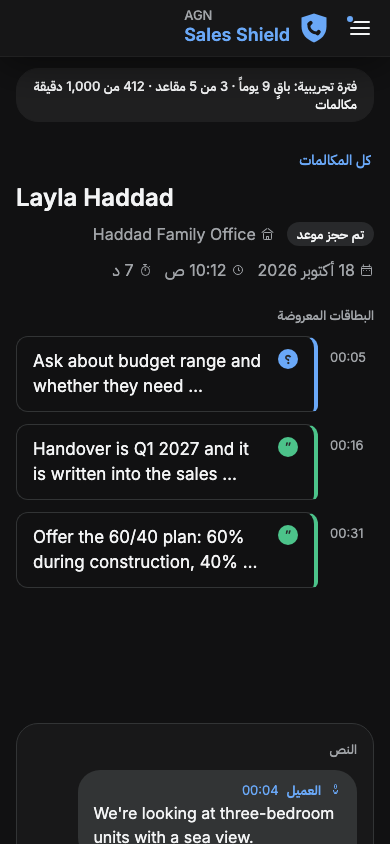 AGN
Sales Shield
فترة تجريبية: باقٍ 9 يوماً · 3 من 5 مقاعد · 412 من 1,000 دقيقة
مكالمات
كل المكالمات
Layla Haddad
تم حجز موعد
Haddad Family Office
18 أكتوبر 2026
10:12 ص
7 د
البطاقات المعروضة
00:05
؟
Ask about budget range and
whether they need ...
00:16
"
Handover is Q1 2027 and it
is written into the sales ...
00:31
"
Offer the 60/40 plan: 60%
during construction, 40% ...
النص
العميل 00:04
We're looking at three-bedroom
units with a sea view.